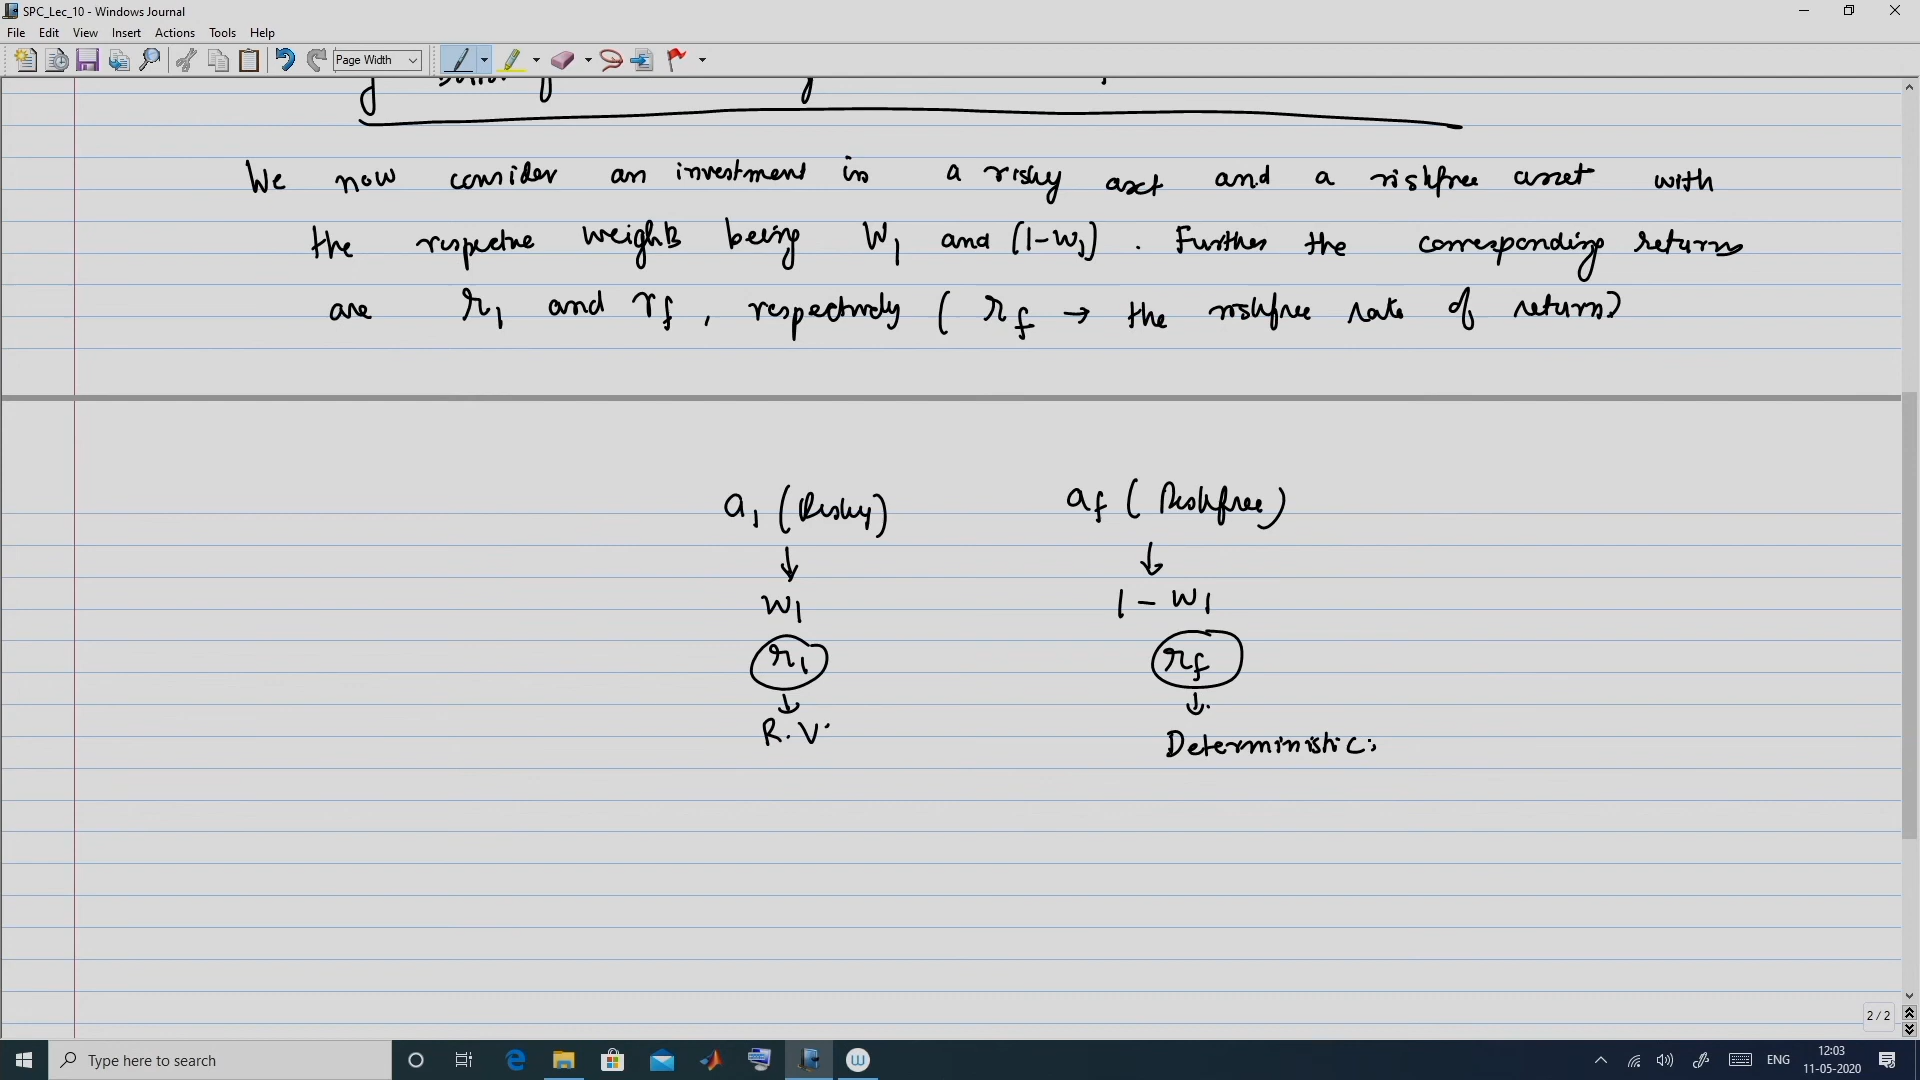 SPC_Lec_10 - Windows Journal
File Edit View Insert Actions Tools Help
Page Width
We now consider an investment in a risky asset and a riskfree asset with
the respective weights being W1 and (1-w1). Further the corresponding returns
are r1 and rf, respectively ( rf → the riskfree rate of return)
a1 (Risky) af (Riskfree)
↓ ↓
w1 1 - w1
r1 rf
↓ ↓
R.V. Deterministic.
2 / 2
Type here to search
ENG
12:03
11-05-2020